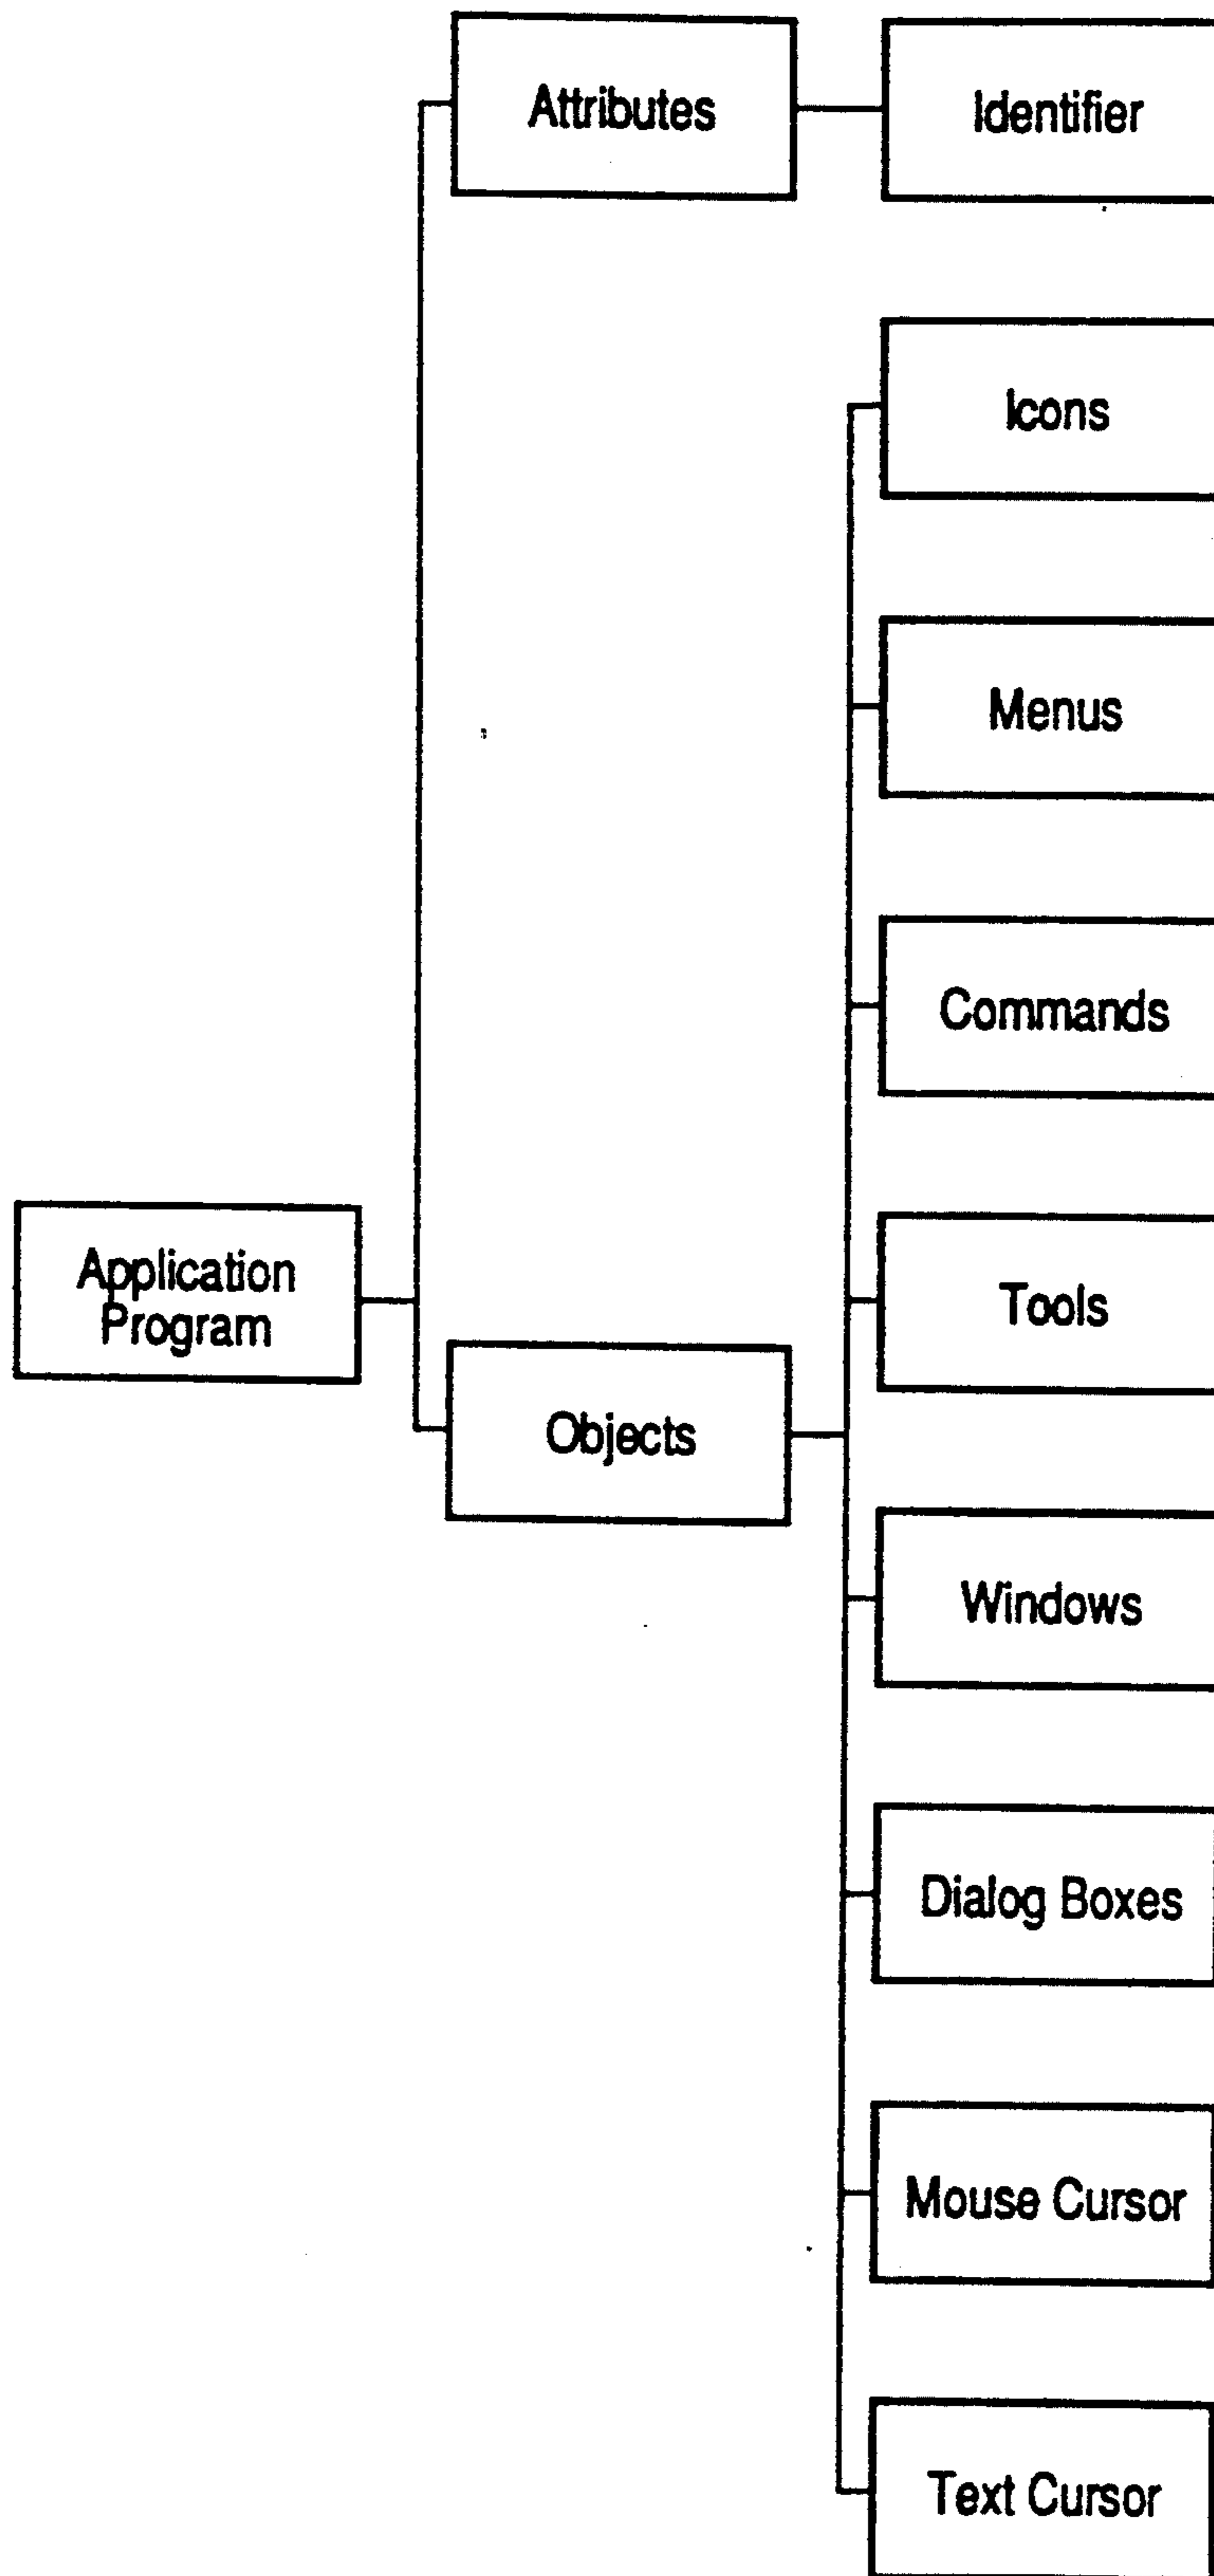 Attributes
Identifier
Icons
Menus
Commands
Application
Program
Tools
Objects
Windows
Dialog Boxes
Mouse Cursor
Text Cursor